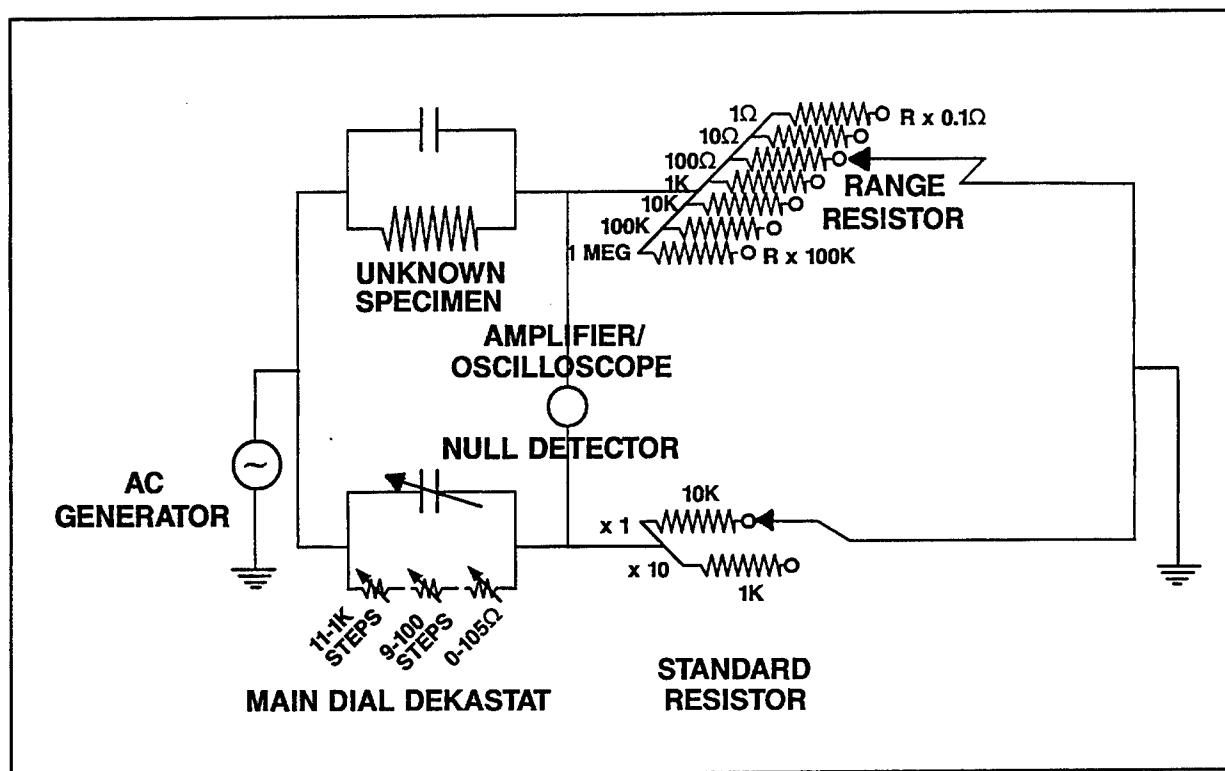 1Ω
R x 0.1Ω
10Ω
100Ω
1K
RANGE
RESISTOR
10K
100K
1 MEG
R x 100K
UNKNOWN
SPECIMEN
AMPLIFIER/
OSCILLOSCOPE
NULL DETECTOR
~
AC
GENERATOR
10K
x 1
x 10
1K
11-1K
STEPS
9-100
STEPS
0-105Ω
MAIN DIAL DEKASTAT
STANDARD
RESISTOR